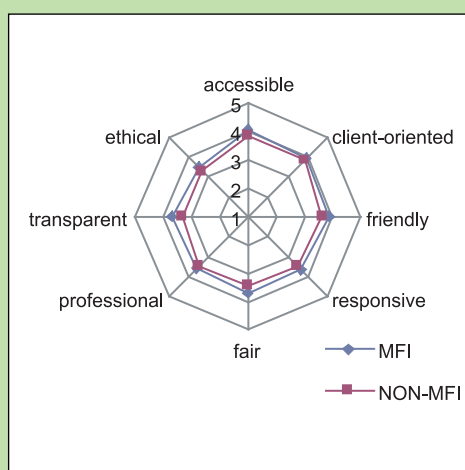 accessible
5
ethical
4
client-oriented
3
2
transparent
1
friendly
professional
responsive
fair
MFI
NON-MFI